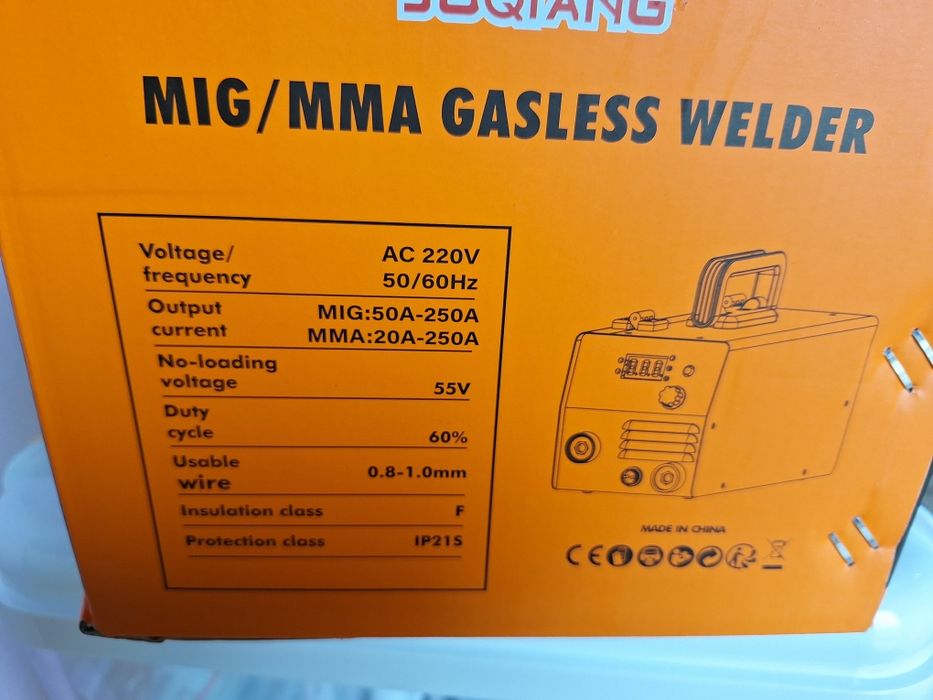 JUQIANG
MIG/MMA GASLESS WELDER
Voltage/ AC 220V
frequency 50/60Hz
Output MIG:50A-250A
current MMA:20A-250A
No-loading
voltage 55V
Duty
cycle 60%
Usable
wire 0.8-1.0mm
Insulation class F
Protection class IP21S
MADE IN CHINA
CE